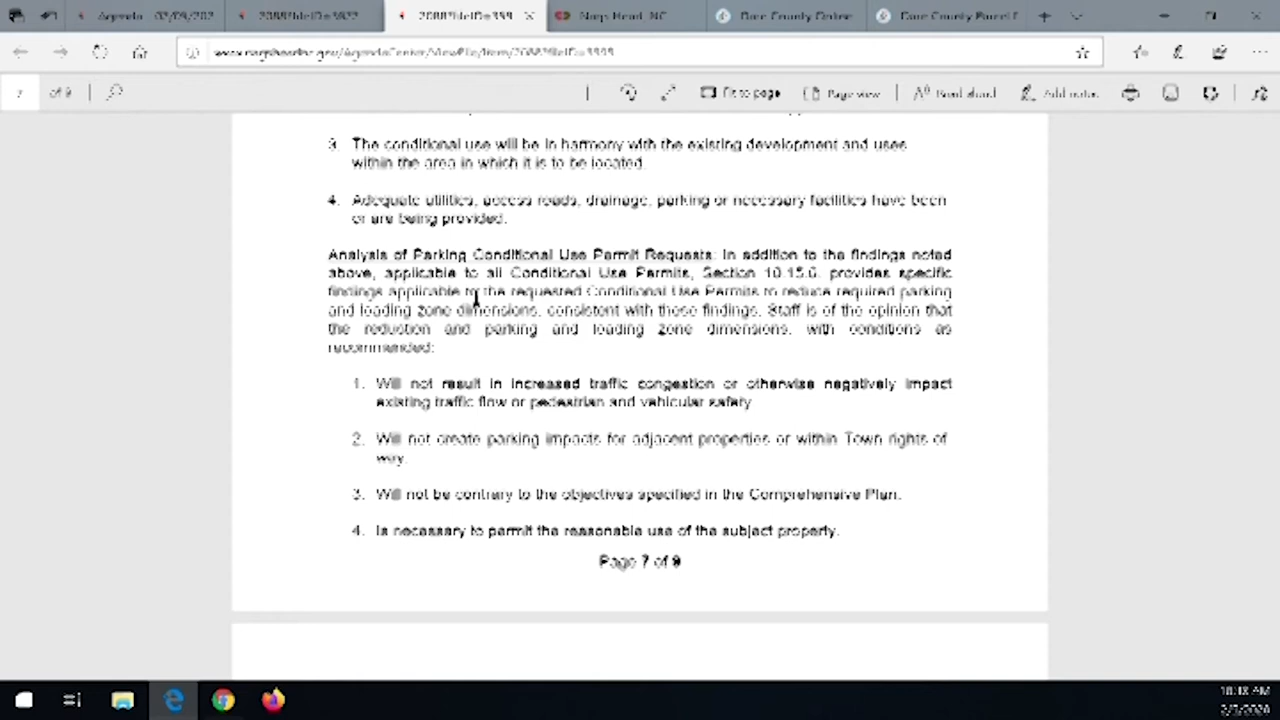 Nags Head, NC
Dare County Online
of 9
Fit to page
Page view
Read aloud
Add notes
3. The conditional use will be in harmony with the existing development and uses
within the area in which it is to be located.
4. Adequate utilities, access roads, drainage, parking or necessary facilities have been
or are being provided.
Analysis of Parking Conditional Use Permit Requests: In addition to the findings noted
above, applicable to all Conditional Use Permits, Section 10.15.6. provides specific
findings applicable to the requested Conditional Use Permits to reduce required parking
and loading zone dimensions, consistent with those findings. Staff is of the opinion that
the reduction and parking and loading zone dimensions, with conditions as
recommended:
1. Will not result in increased traffic congestion or otherwise negatively impact
existing traffic flow or pedestrian and vehicular safety
2. Will not create parking impacts for adjacent properties or within Town rights of
way.
3. Will not be contrary to the objectives specified in the Comprehensive Plan.
4. Is necessary to permit the reasonable use of the subject property.
Page 7 of 9